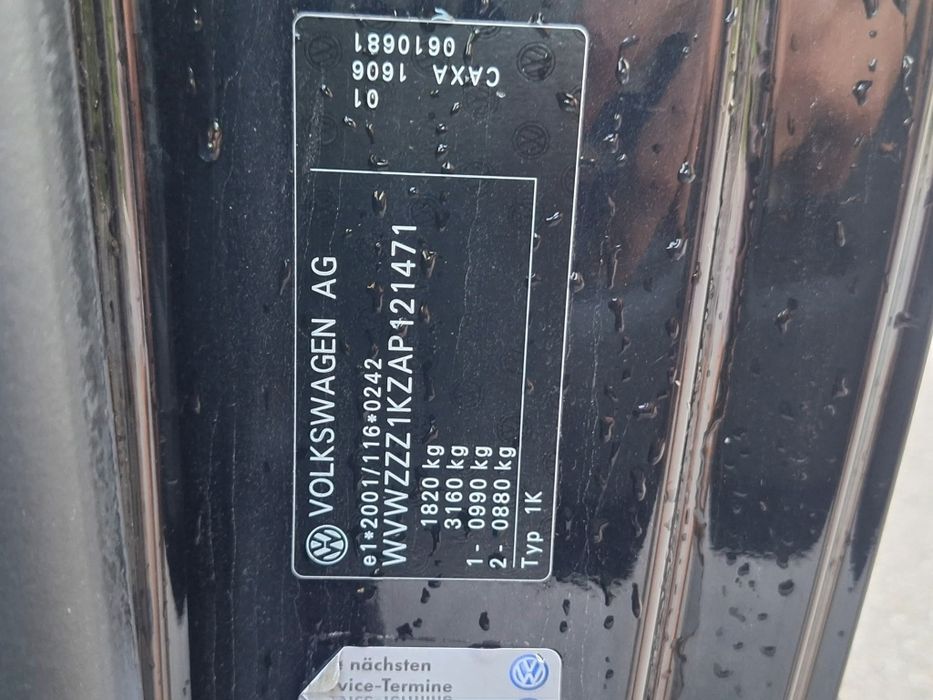 VOLKSWAGEN AG
e1*2001/116*0242
WVWZZZ1KZAP121471
1820 kg
3160 kg
1- 0990 kg
2- 0880 kg
Typ 1K
0610681
01 1606 CAXA
nächsten
vice-Termine